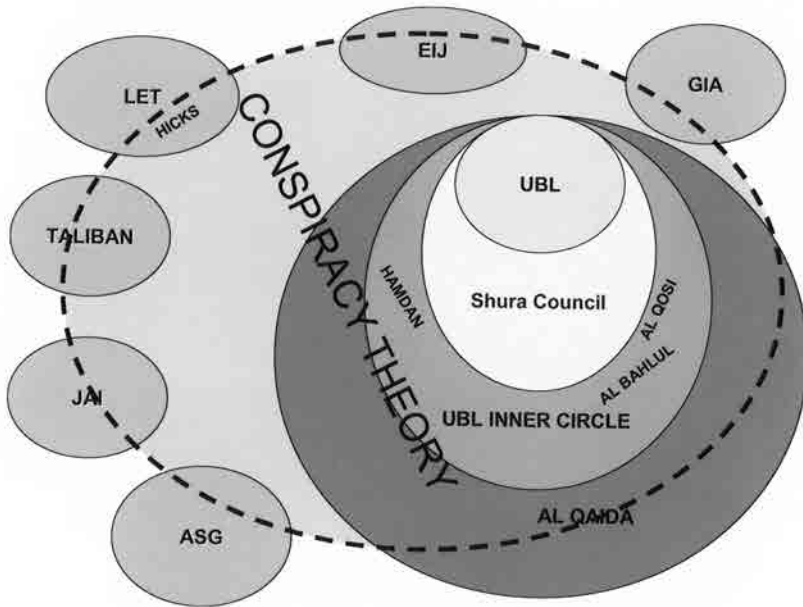 EIJ
GIA
LET
HICKS
CONSPIRACY THEORY
UBL
TALIBAN
HAMDAN
Shura Council
AL QOSI
AL BAHLUL
JAI
UBL INNER CIRCLE
AL QAIDA
ASG